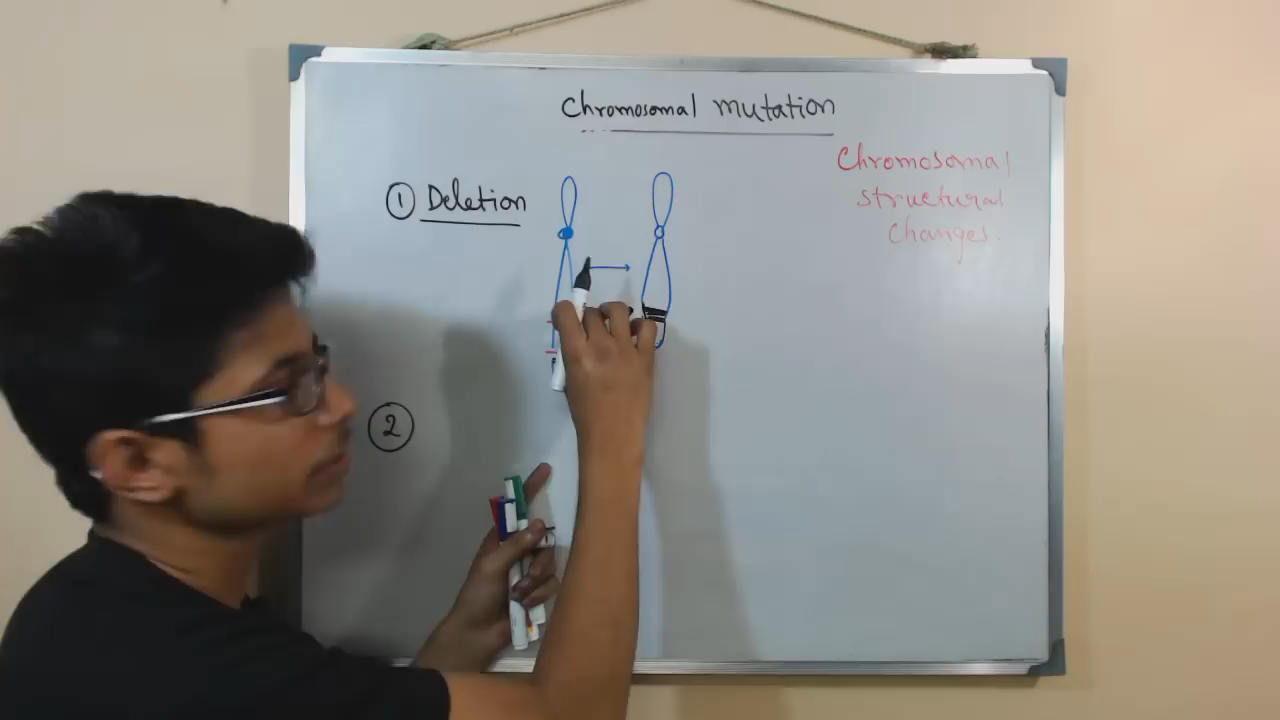 Chromosomal mutation
Chromosomal
structural
changes.
① Deletion
②